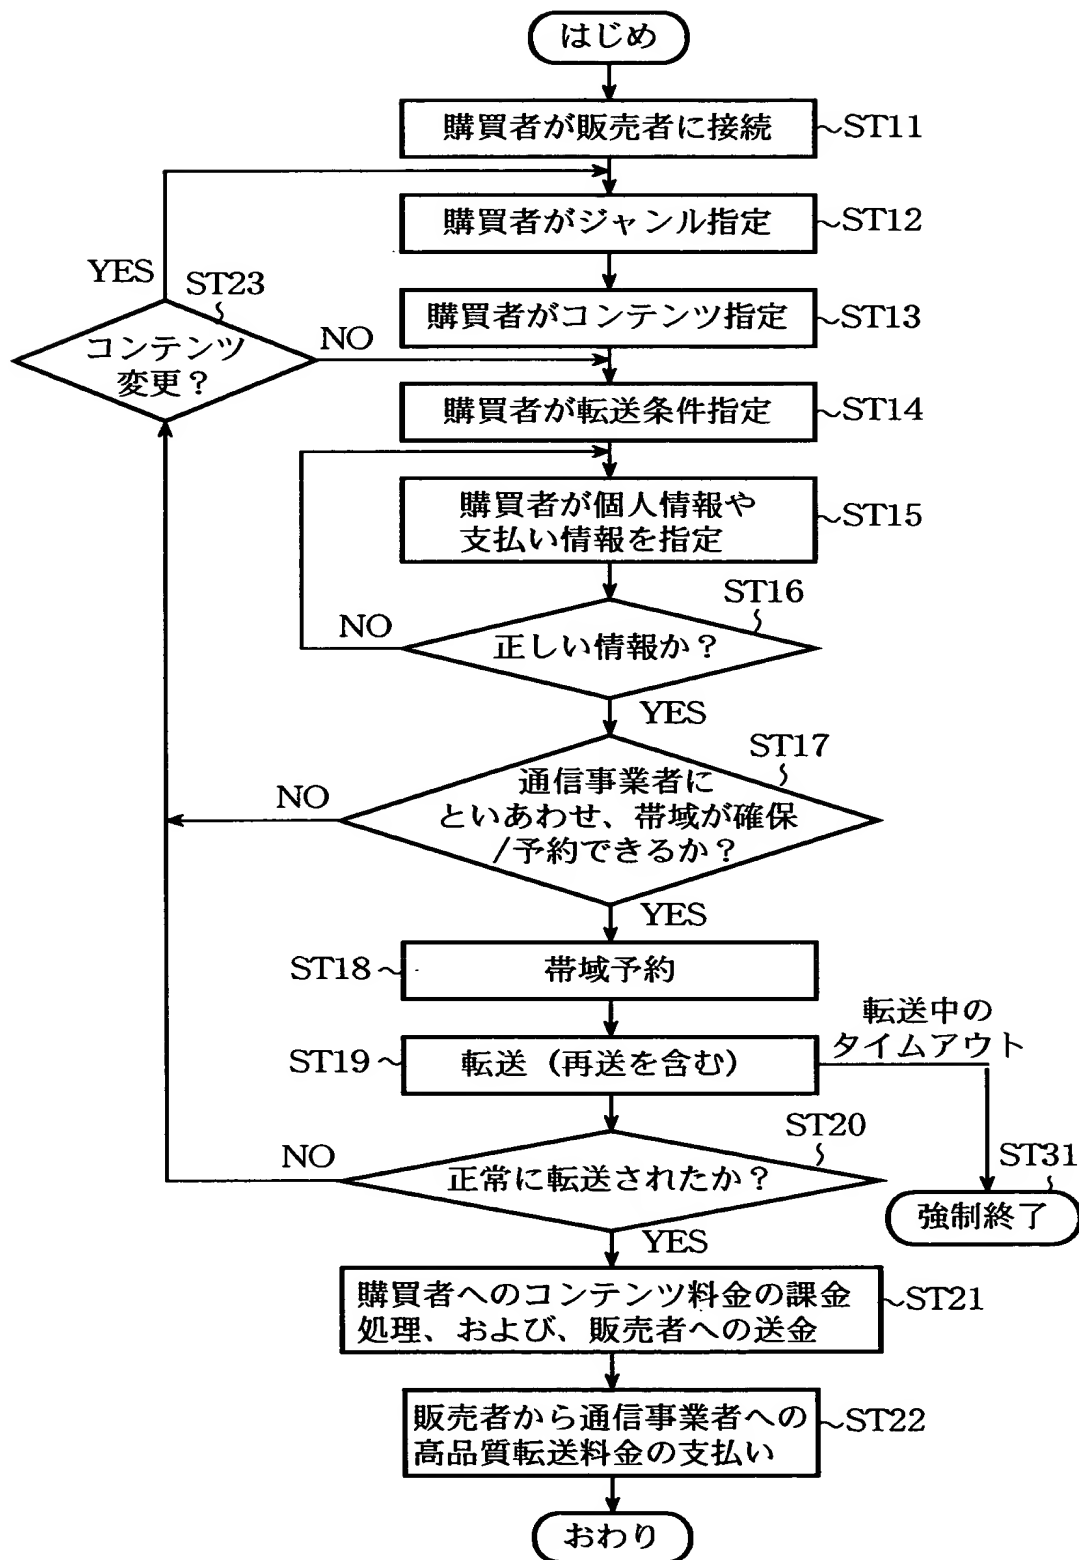 はじめ
購買者が販売者に接続
ST11
購買者がジャンル指定
ST12
YES
ST23
購買者がコンテンツ指定
ST13
コンテンツ
変更?
NO
購買者が転送条件指定
ST14
購買者が個人情報や
支払い情報を指定
ST15
ST16
NO
正しい情報か?
YES
ST17
通信事業者に
といあわせ、帯域が確保
/予約できるか?
NO
YES
ST18
帯域予約
転送中の
タイムアウト
ST19
転送(再送を含む)
ST20
NO
正常に転送されたか?
ST31
強制終了
YES
購買者へのコンテンツ料金の課金
処理、および、販売者への送金
ST21
販売者から通信事業者への
高品質転送料金の支払い
ST22
おわり